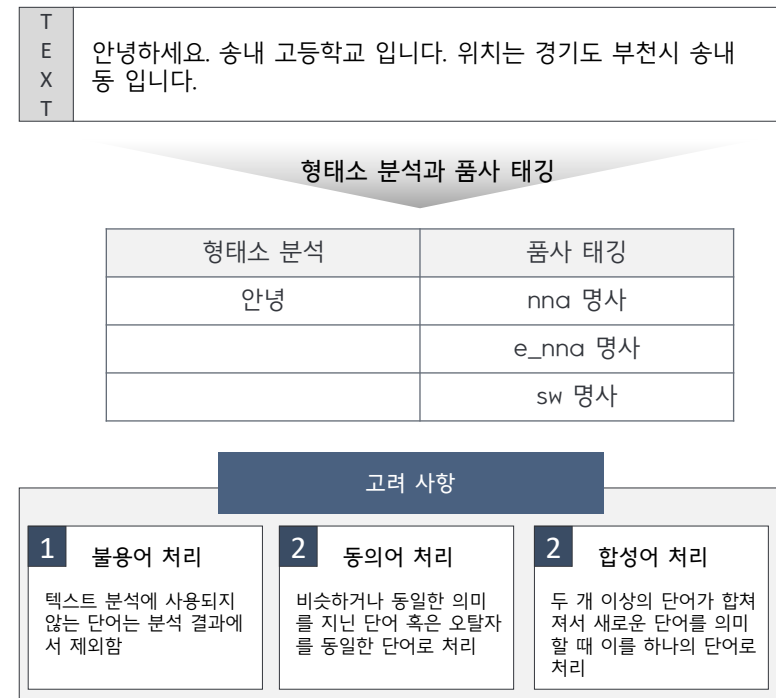 T
E
X
T
안녕하세요. 송내 고등학교 입니다. 위치는 경기도 부천시 송내
동 입니다.
형태소 분석과 품사 태깅
형태소 분석 품사 태깅
안녕 nna 명사
e_nna 명사
sw 명사
고려 사항
1 불용어 처리
텍스트 분석에 사용되지
않는 단어는 분석 결과에
서 제외함
2 동의어 처리
비슷하거나 동일한 의미
를 지닌 단어 혹은 오탈자
를 동일한 단어로 처리
2 합성어 처리
두 개 이상의 단어가 합쳐
져서 새로운 단어를 의미
할 때 이를 하나의 단어로
처리